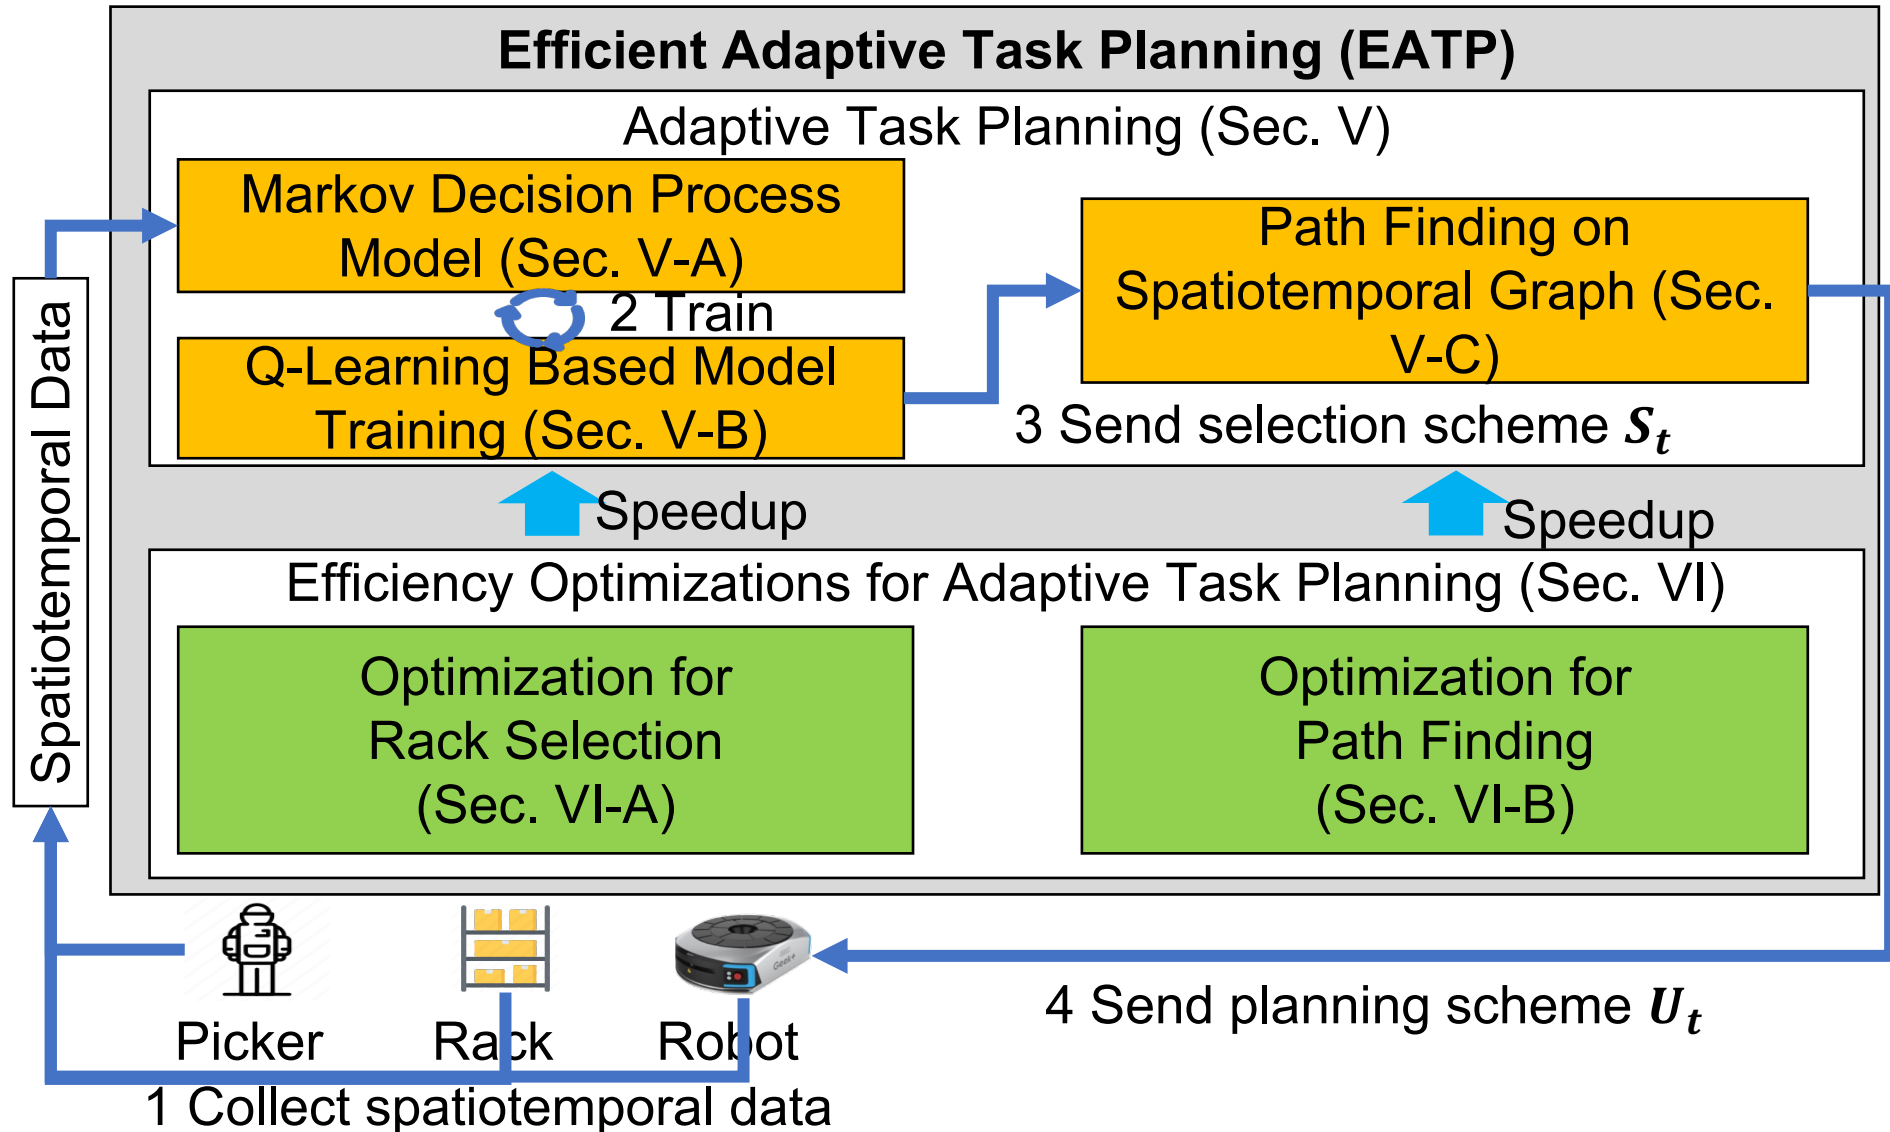 Efficient Adaptive Task Planning (EATP)
Adaptive Task Planning (Sec. V)
Markov Decision Process
Model (Sec. V-A)
2 Train
Q-Learning Based Model
Training (Sec. V-B)
Path Finding on
Spatiotemporal Graph (Sec.
V-C)
3 Send selection scheme S_t
Speedup
Speedup
Efficiency Optimizations for Adaptive Task Planning (Sec. VI)
Optimization for
Rack Selection
(Sec. VI-A)
Optimization for
Path Finding
(Sec. VI-B)
Spatiotemporal Data
Geek+
Picker
Rack
Robot
4 Send planning scheme U_t
1 Collect spatiotemporal data